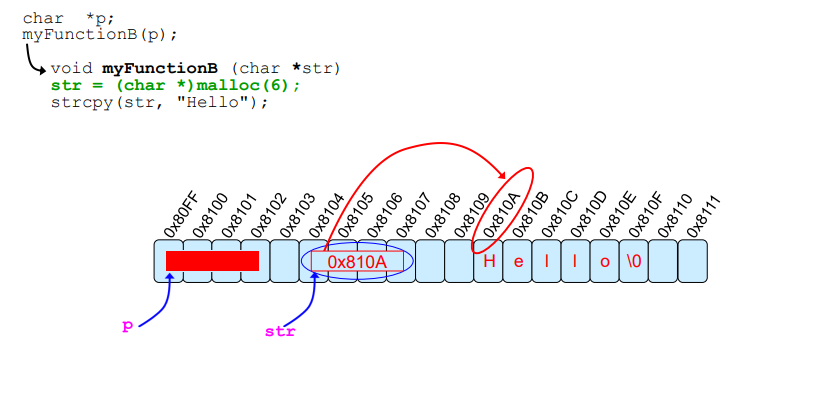 char  *p;
myFunctionB(p);
void myFunctionB (char *str)
str = (char *)malloc(6);
strcpy(str, "Hello");
0x80FF 0x8100 0x8101 0x8102 0x8103 0x8104 0x8105 0x8106 0x8107 0x8108 0x8109 0x810A 0x810B 0x810C 0x810D 0x810E 0x810F 0x8110 0x8111
0x810A H e l l o \0
p
str